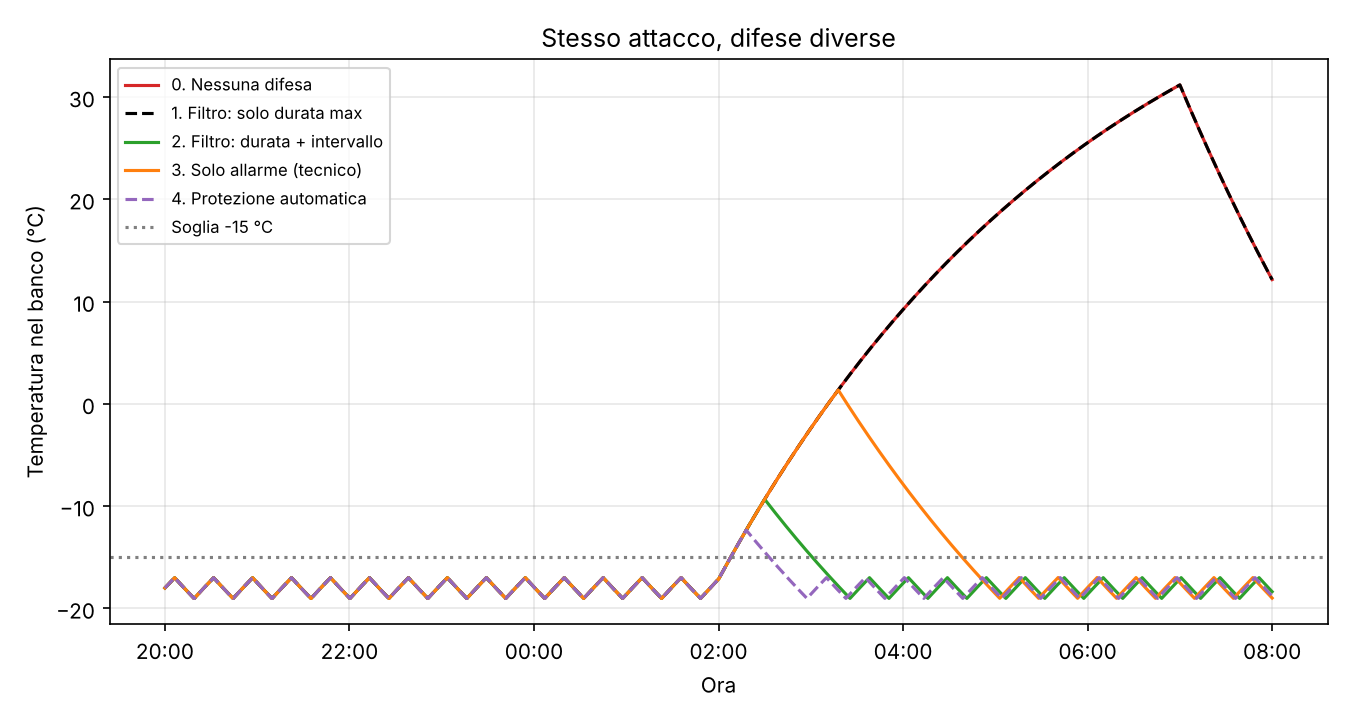 Stesso attacco, difese diverse
0. Nessuna difesa
1. Filtro: solo durata max
2. Filtro: durata + intervallo
3. Solo allarme (tecnico)
4. Protezione automatica
Soglia -15 °C
Temperatura nel banco (°C)
30
20
10
0
−10
−20
20:00
22:00
00:00
02:00
04:00
06:00
08:00
Ora